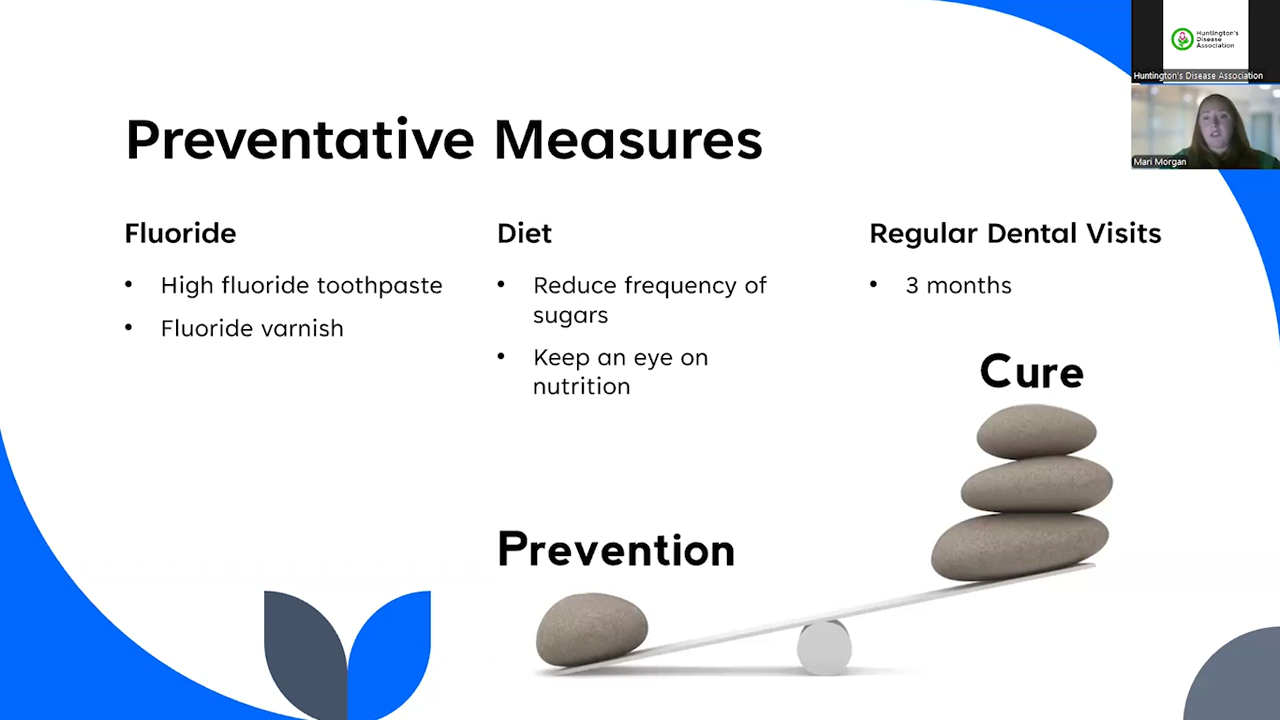 Preventative Measures
Fluoride
• High fluoride toothpaste
• Fluoride varnish
Diet
• Reduce frequency of
sugars
• Keep an eye on
nutrition
Regular Dental Visits
• 3 months
Cure
Prevention
Huntington's
Disease
Association
Huntington's Disease Association
Mari Morgan